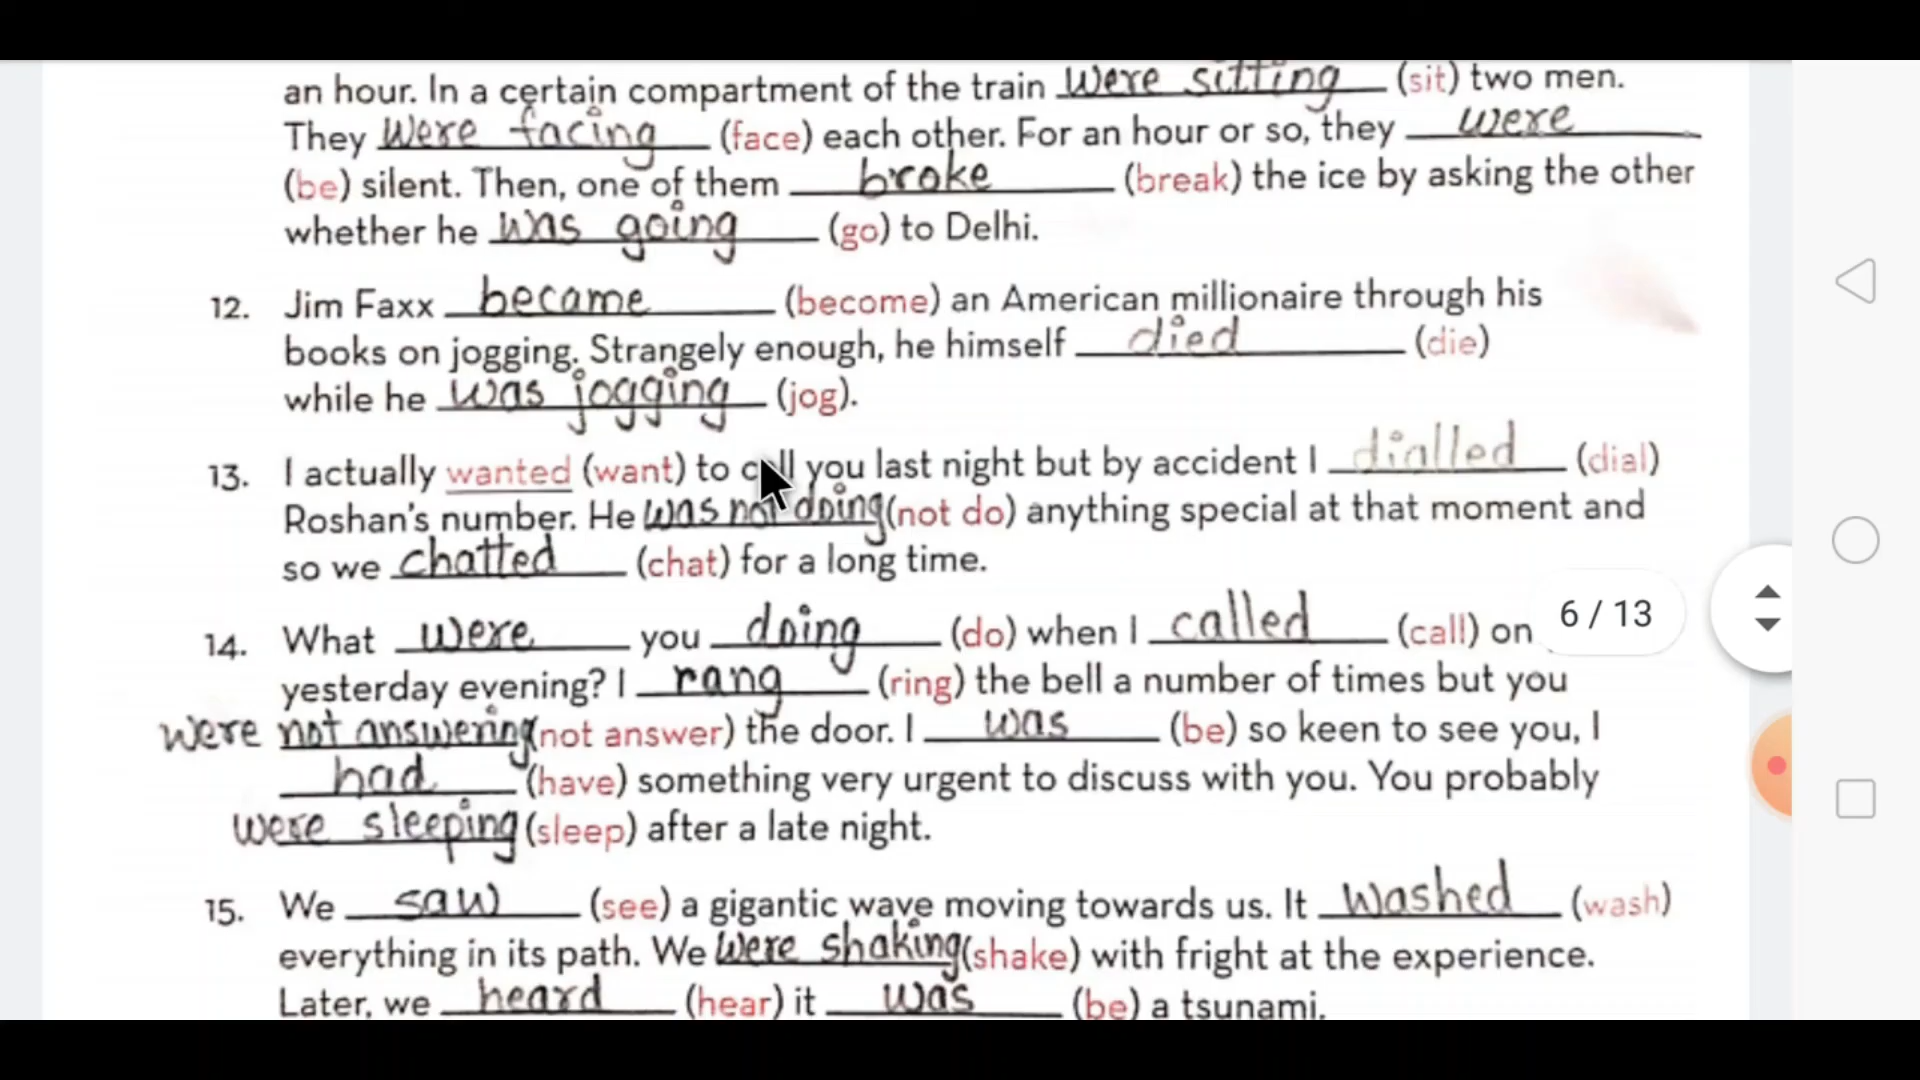 an hour. In a certain compartment of the train were sitting (sit) two men.
They were facing (face) each other. For an hour or so, they were
(be) silent. Then, one of them broke (break) the ice by asking the other
whether he was going (go) to Delhi.
12. Jim Faxx became (become) an American millionaire through his
books on jogging. Strangely enough, he himself died (die)
while he was jogging (jog).
13. I actually wanted (want) to call you last night but by accident I dialled (dial)
Roshan's number. He was not doing (not do) anything special at that moment and
so we chatted (chat) for a long time.
14. What were you doing (do) when I called (call) on
yesterday evening? I rang (ring) the bell a number of times but you
were not answering (not answer) the door. I was (be) so keen to see you, I
had (have) something very urgent to discuss with you. You probably
were sleeping (sleep) after a late night.
15. We saw (see) a gigantic wave moving towards us. It washed (wash)
everything in its path. We were shaking (shake) with fright at the experience.
Later, we heard (hear) it was (be) a tsunami.
6 / 13